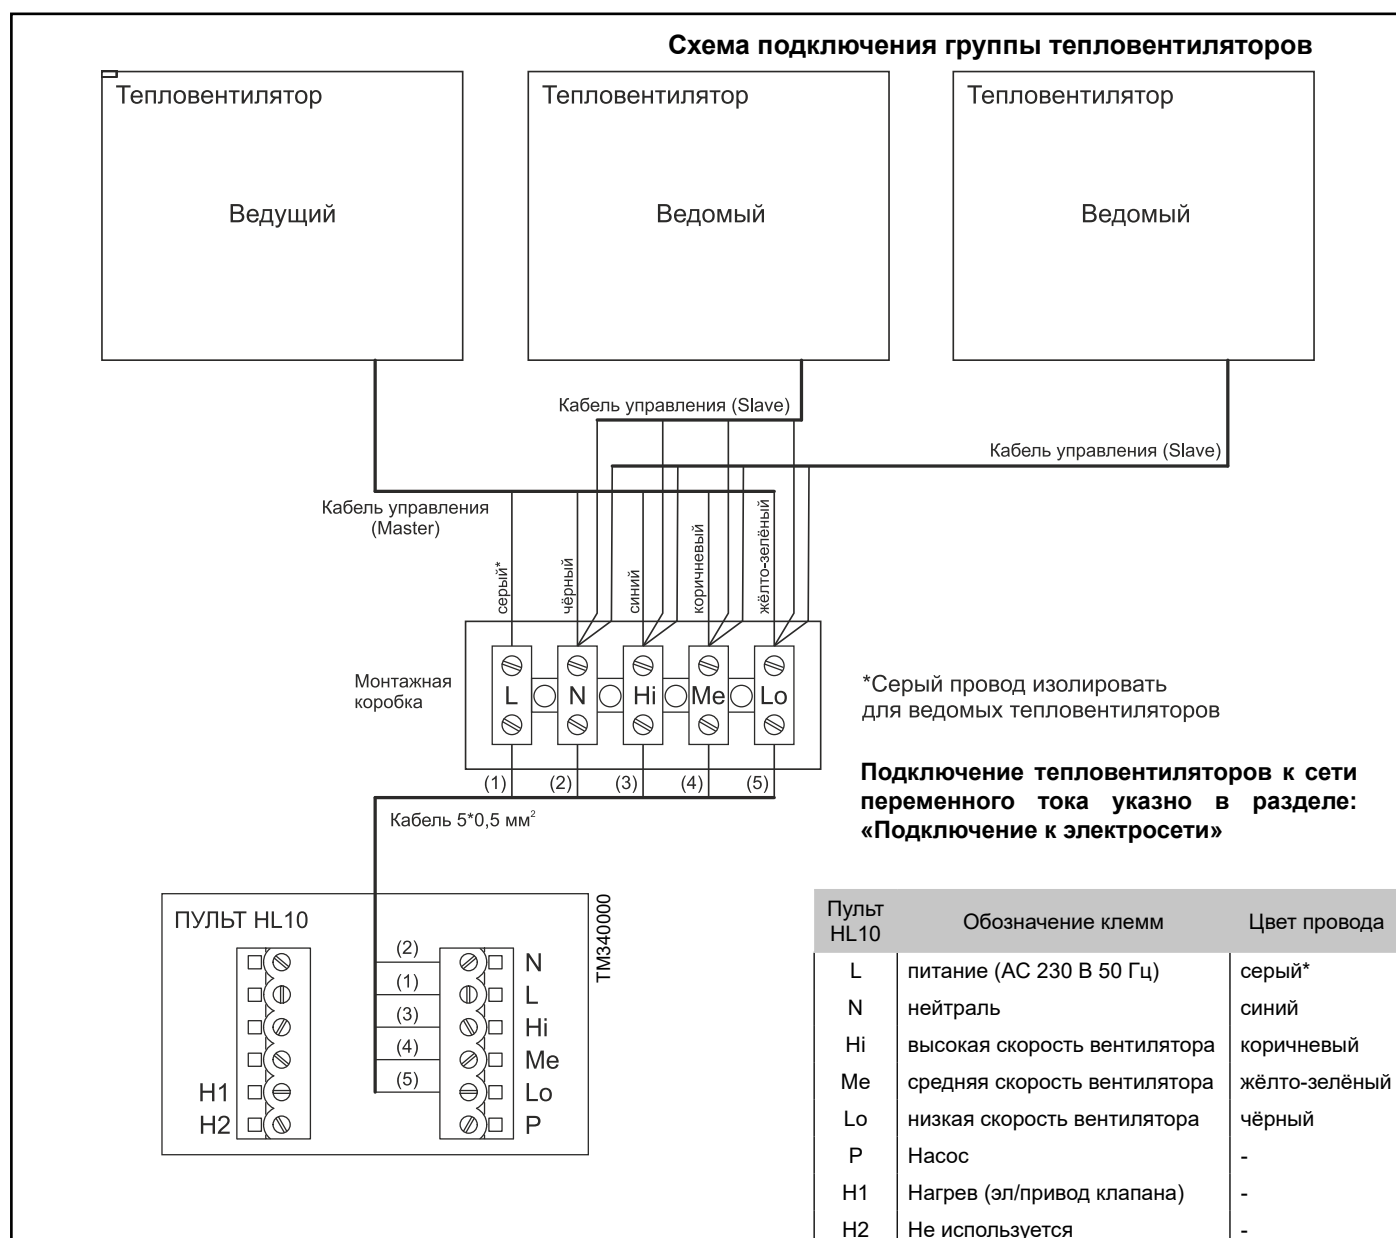 Схема подключения группы тепловентиляторов
Тепловентилятор
Тепловентилятор
Тепловентилятор
Ведущий
Ведомый
Ведомый
Кабель управления (Slave)
Кабель управления (Slave)
Кабель управления
(Master)
серый*
чёрный
синий
коричневый
жёлто-зелёный
Монтажная
коробка
L
N
Hi
Me
Lo
*Серый провод изолировать
для ведомых тепловентиляторов
(1)
(2)
(3)
(4)
(5)
Подключение тепловентиляторов к сети
переменного тока указно в разделе:
«Подключение к электросети»
Кабель 5*0,5 мм²
ПУЛЬТ HL10
TM340000
(2)
N
(1)
L
(3)
Hi
(4)
Me
(5)
H1
Lo
H2
P
Пульт HL10 Обозначение клемм Цвет провода
L питание (AC 230 В 50 Гц) серый*
N нейтраль синий
Hi высокая скорость вентилятора коричневый
Me средняя скорость вентилятора жёлто-зелёный
Lo низкая скорость вентилятора чёрный
P Насос -
H1 Нагрев (эл/привод клапана) -
H2 Не используется -